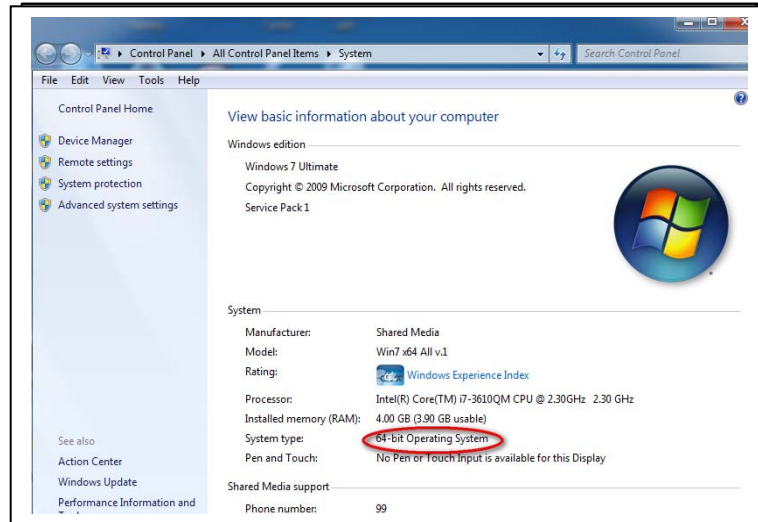 Control Panel ▸ All Control Panel Items ▸ System
Search Control Panel
File Edit View Tools Help
Control Panel Home
Device Manager
Remote settings
System protection
Advanced system settings
See also
Action Center
Windows Update
Performance Information and
View basic information about your computer
Windows edition
Windows 7 Ultimate
Copyright © 2009 Microsoft Corporation. All rights reserved.
Service Pack 1
System
Manufacturer: Shared Media
Model: Win7 x64 All v.1
Rating: Windows Experience Index
Processor: Intel(R) Core(TM) i7-3610QM CPU @ 2.30GHz 2.30 GHz
Installed memory (RAM): 4.00 GB (3.90 GB usable)
System type: 64-bit Operating System
Pen and Touch: No Pen or Touch Input is available for this Display
Shared Media support
Phone number: 99